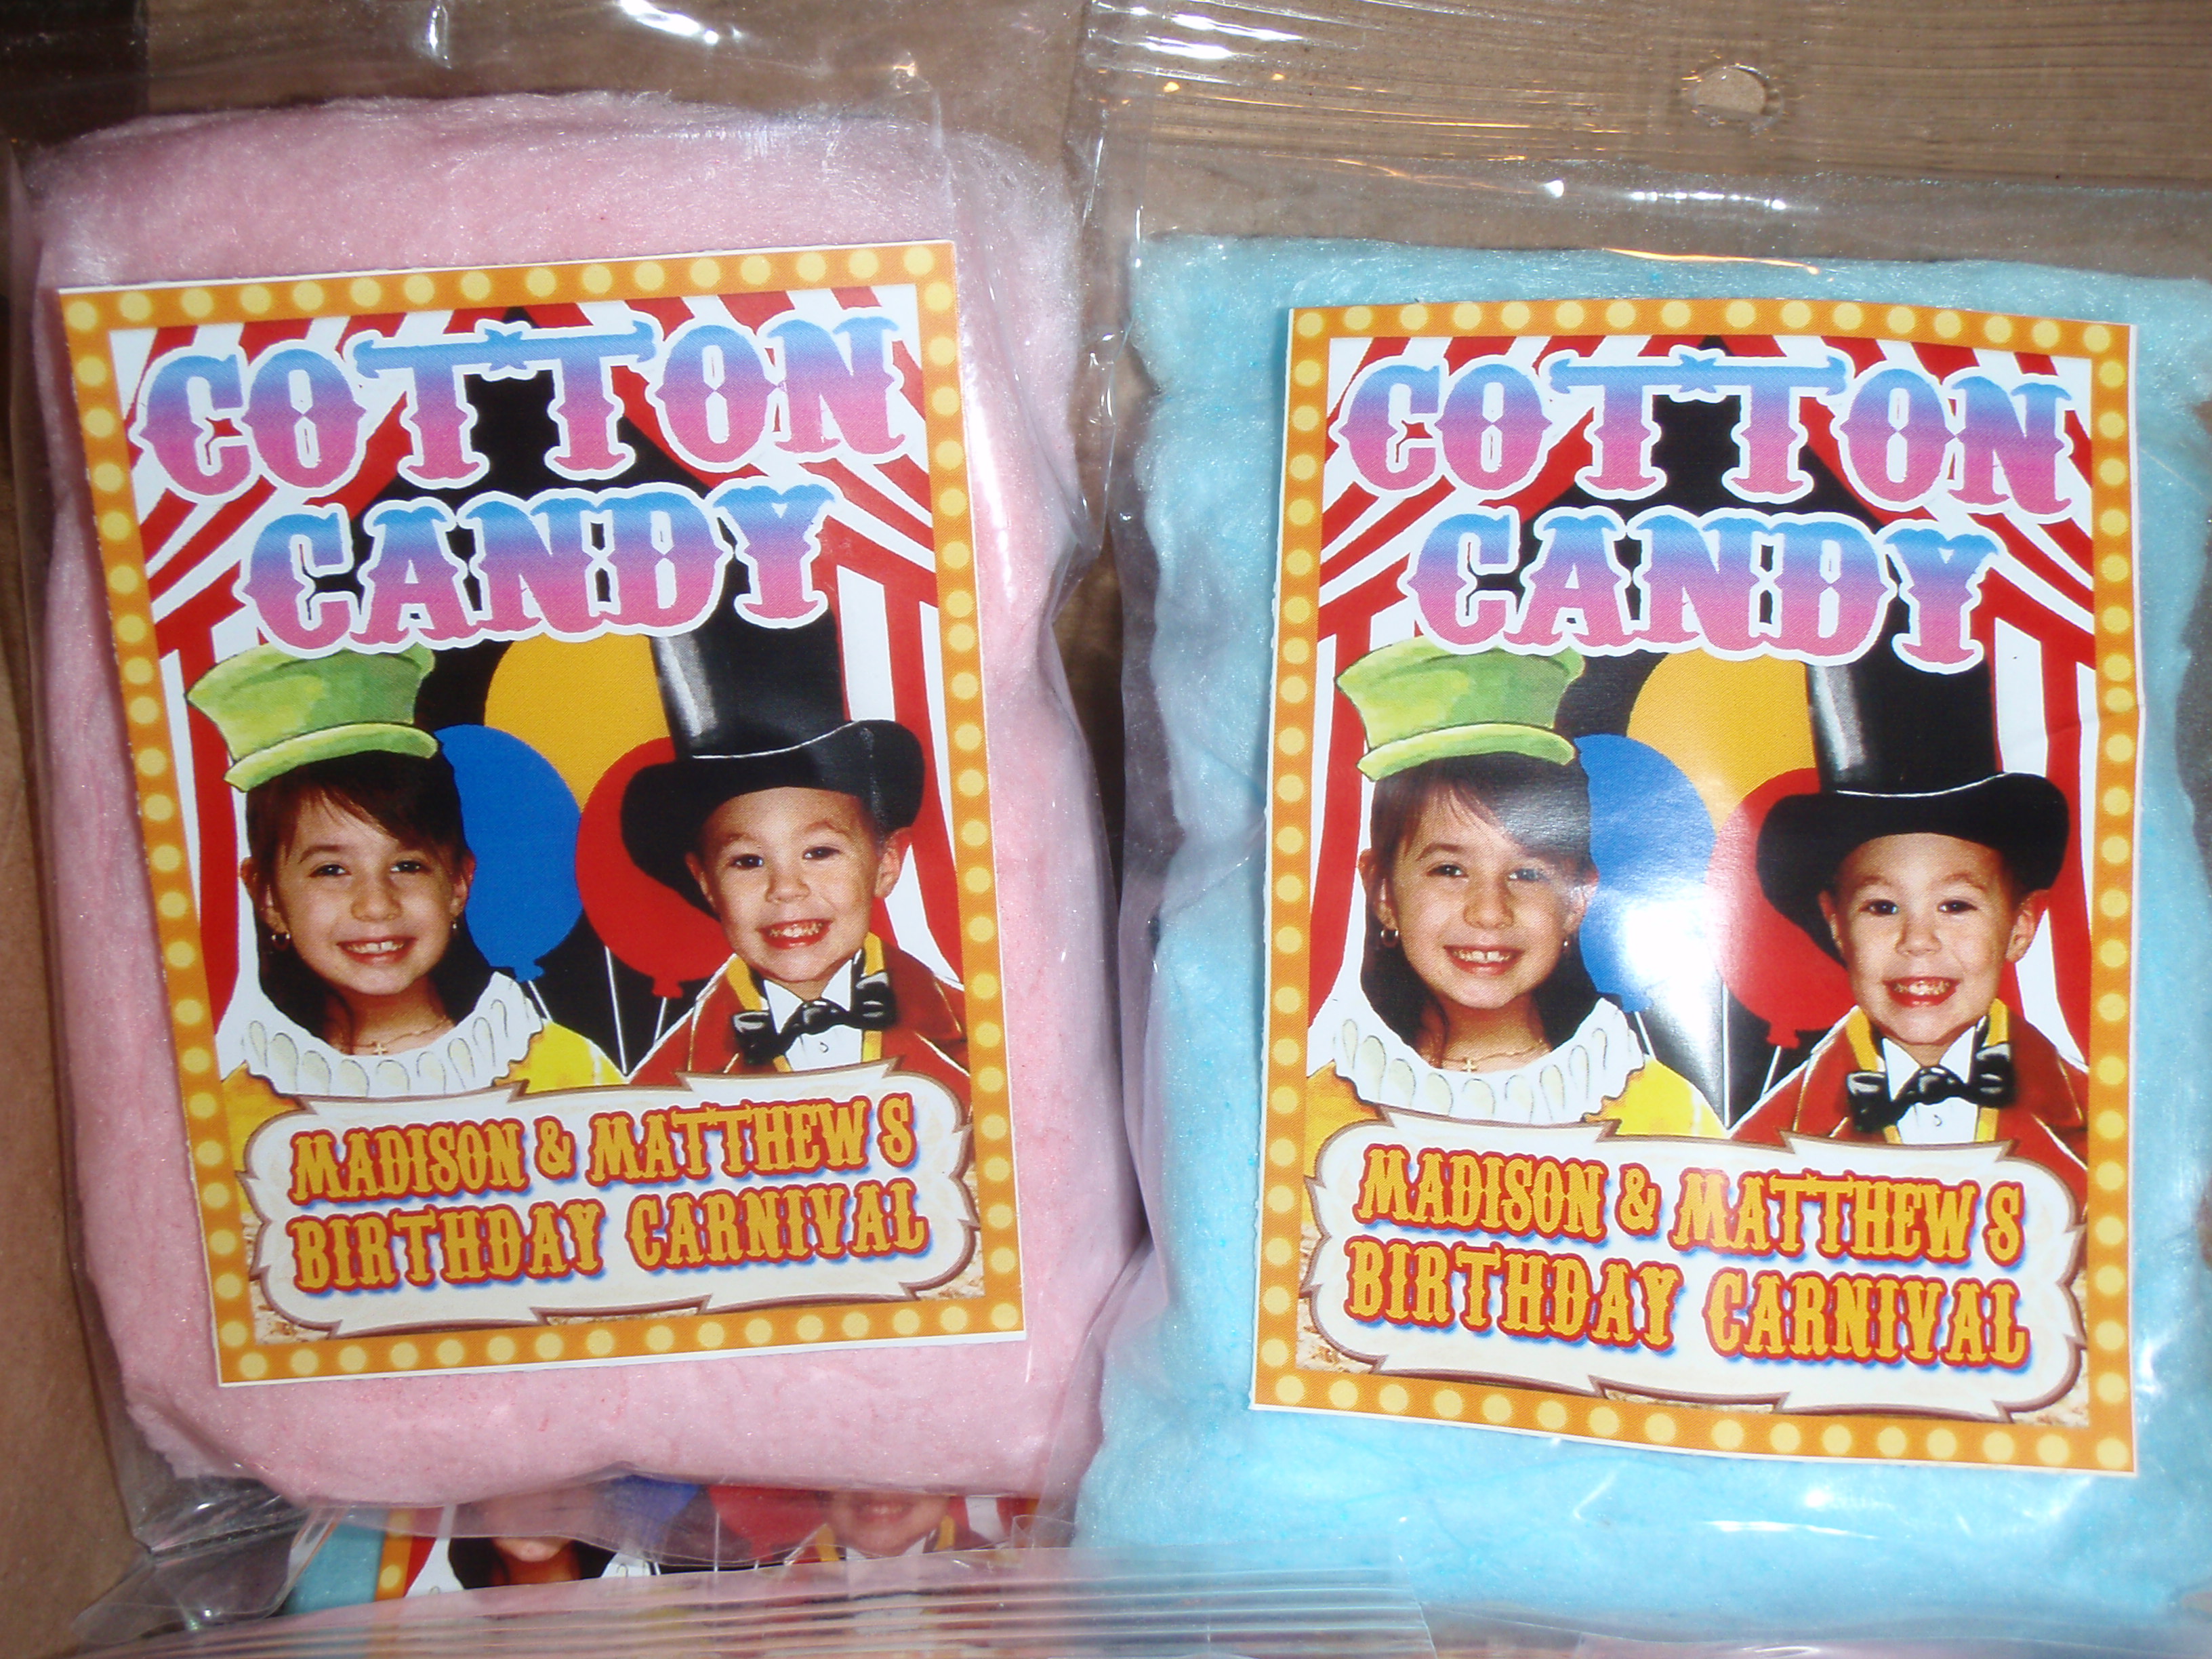 COTTON
CANDY
MADISON & MATTHEW S
BIRTHDAY CARNIVAL
COTTON
CANDY
MADISON & MATTHEW S
BIRTHDAY CARNIVAL